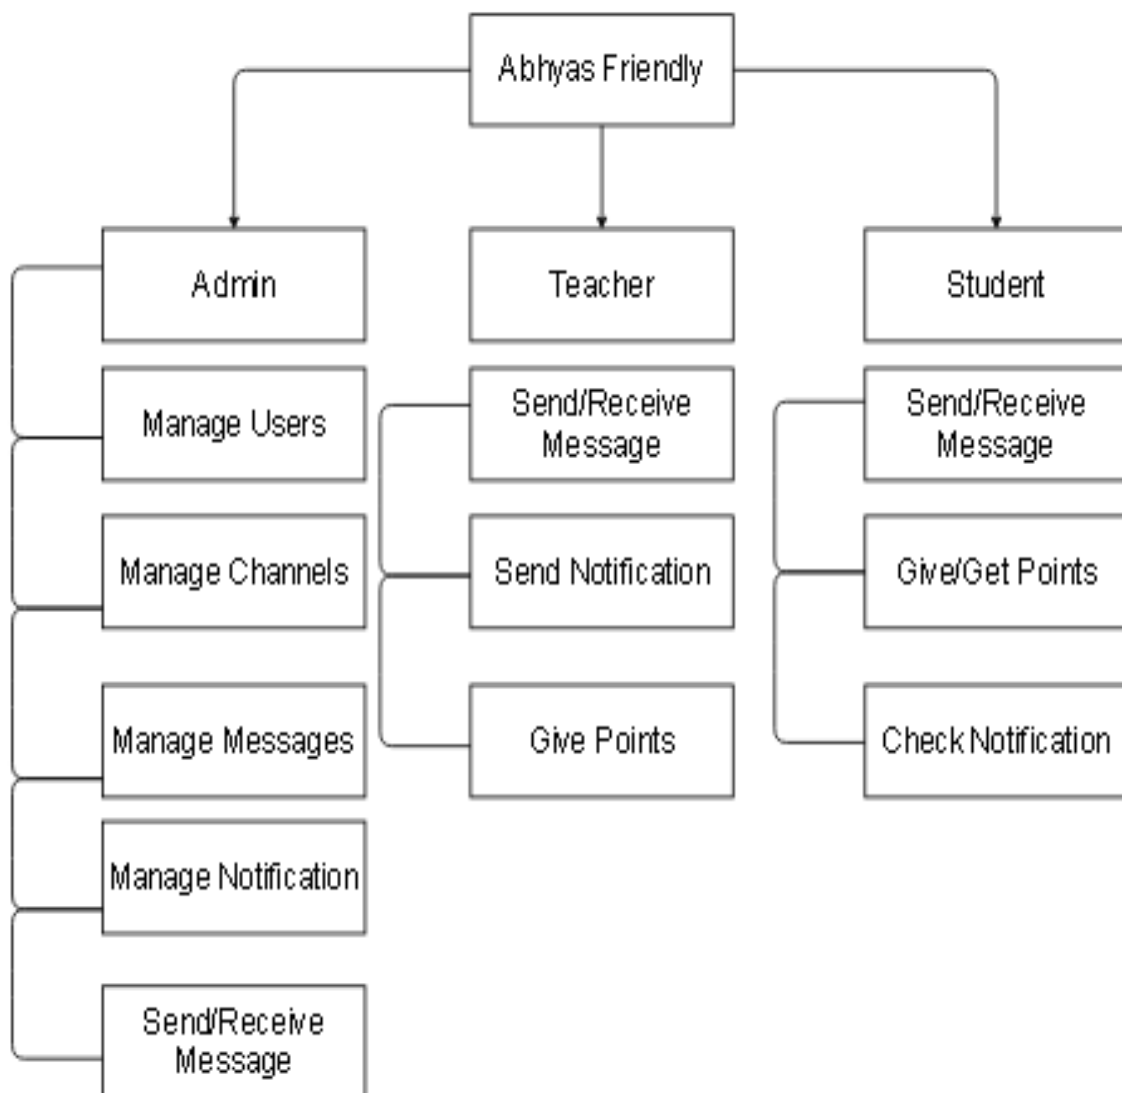 Abhyas Friendly
Admin
Teacher
Student
Manage Users
Send/Receive
Message
Send/Receive
Message
Manage Channels
Send Notification
Give/Get Points
Manage Messages
Give Points
Check Notification
Manage Notification
Send/Receive
Message